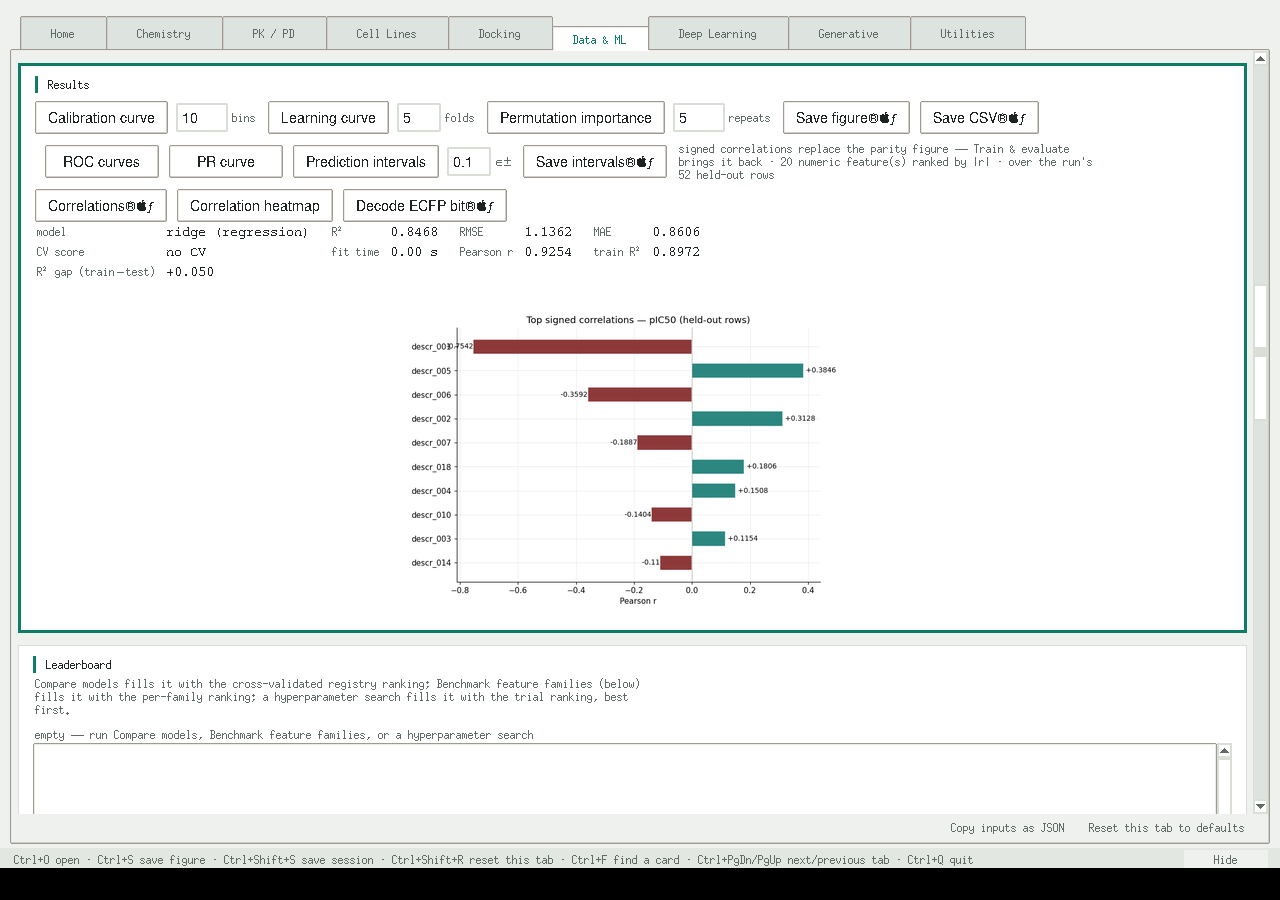 Home Chemistry PK / PD Cell Lines Docking Data & ML Deep Learning Generative Utilities
Results
Calibration curve 10 bins Learning curve 5 folds Permutation importance 5 repeats Save figure®ƒ Save CSV®ƒ
ROC curves PR curve Prediction intervals 0.1 e± Save intervals®ƒ
signed correlations replace the parity figure — Train & evaluate
brings it back · 20 numeric feature(s) ranked by |r| · over the run's
52 held-out rows
Correlations®ƒ Correlation heatmap Decode ECFP bit®ƒ
model ridge (regression) R² 0.8468 RMSE 1.1362 MAE 0.8606
CV score no CV fit time 0.00 s Pearson r 0.9254 train R² 0.8972
R² gap (train−test) +0.050
Top signed correlations — pIC50 (held-out rows)
descr_005 +0.3846
descr_006 -0.3592
descr_002 +0.3128
descr_007 -0.1887
descr_018 +0.1806
descr_004 +0.1508
descr_010 -0.1404
descr_003 +0.1154
descr_014 -0.11
−0.8 −0.6 −0.4 −0.2 0.0 0.2 0.4
Pearson r
Leaderboard
Compare models fills it with the cross-validated registry ranking; Benchmark feature families (below)
fills it with the per-family ranking; a hyperparameter search fills it with the trial ranking, best
first.
empty — run Compare models, Benchmark feature families, or a hyperparameter search
Copy inputs as JSON Reset this tab to defaults
Ctrl+O open · Ctrl+S save figure · Ctrl+Shift+S save session · Ctrl+Shift+R reset this tab · Ctrl+F find a card · Ctrl+PgDn/PgUp next/previous tab · Ctrl+Q quit Hide